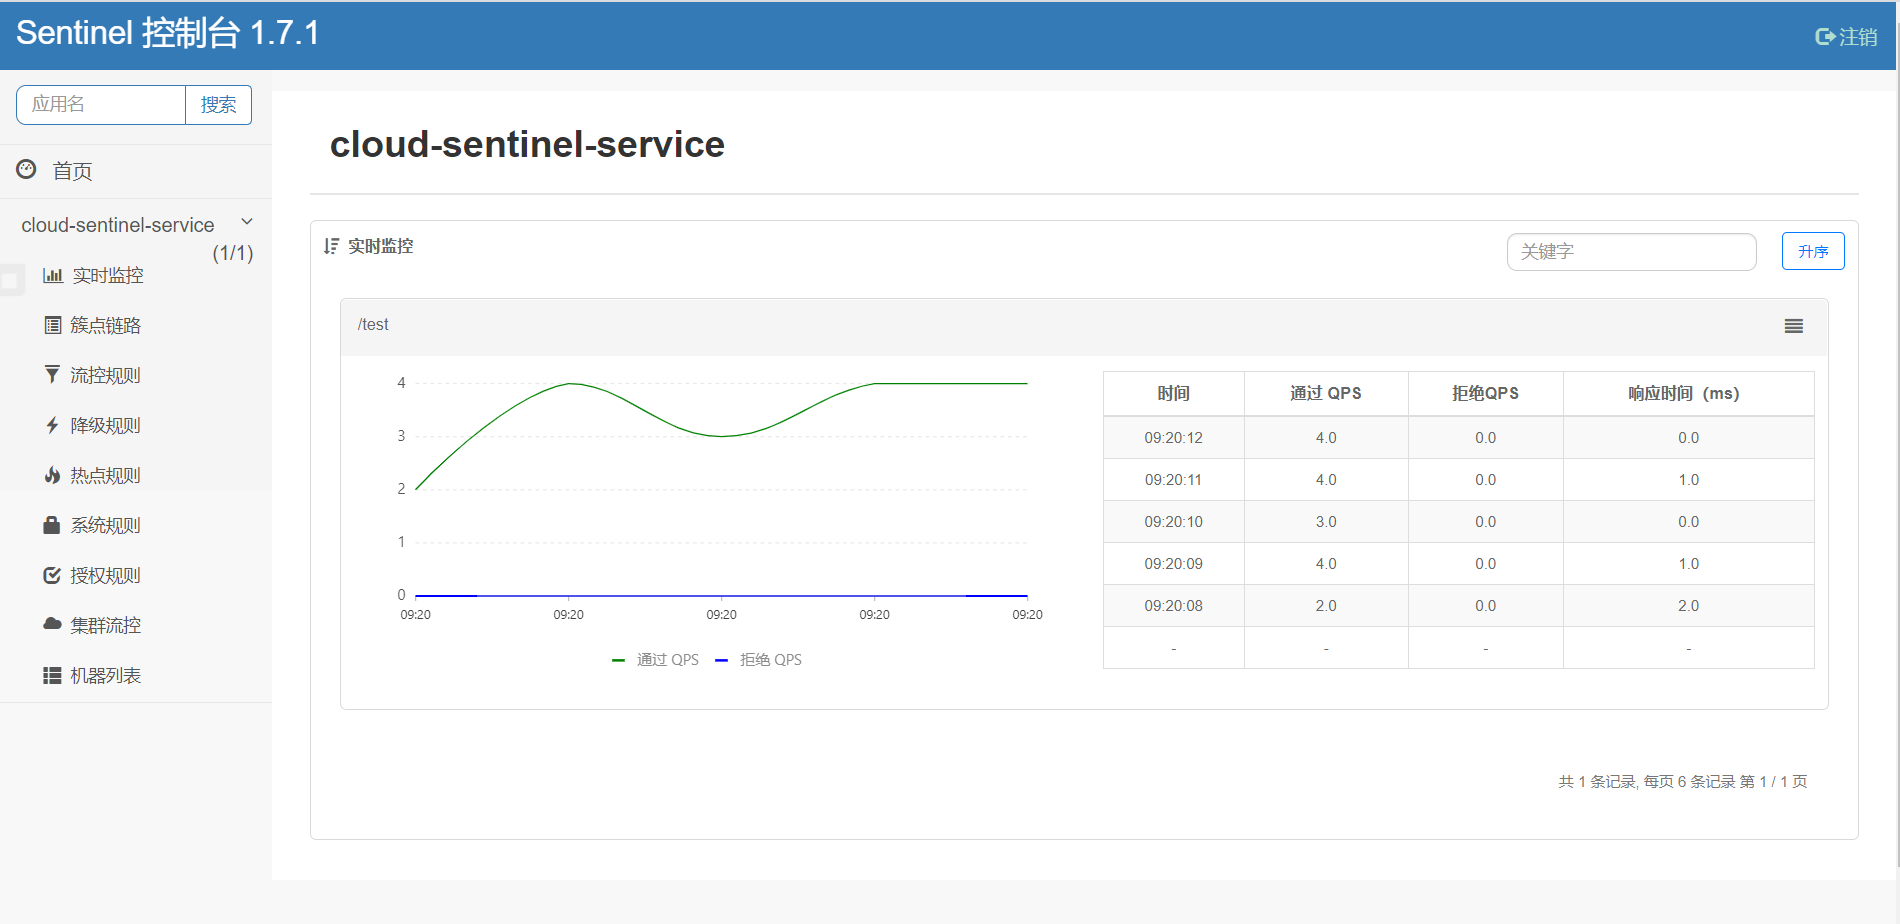 Sentinel 控制台 1.7.1
注销
应用名
搜索
首页
cloud-sentinel-service
(1/1)
实时监控
簇点链路
流控规则
降级规则
热点规则
系统规则
授权规则
集群流控
机器列表
cloud-sentinel-service
实时监控
关键字
升序
/test
4
3
2
1
0
09:20 09:20 09:20 09:20 09:20
通过 QPS 拒绝 QPS
时间 通过 QPS 拒绝QPS 响应时间（ms）
09:20:12 4.0 0.0 0.0
09:20:11 4.0 0.0 1.0
09:20:10 3.0 0.0 0.0
09:20:09 4.0 0.0 1.0
09:20:08 2.0 0.0 2.0
- - - -
共 1 条记录, 每页 6 条记录 第 1 / 1 页